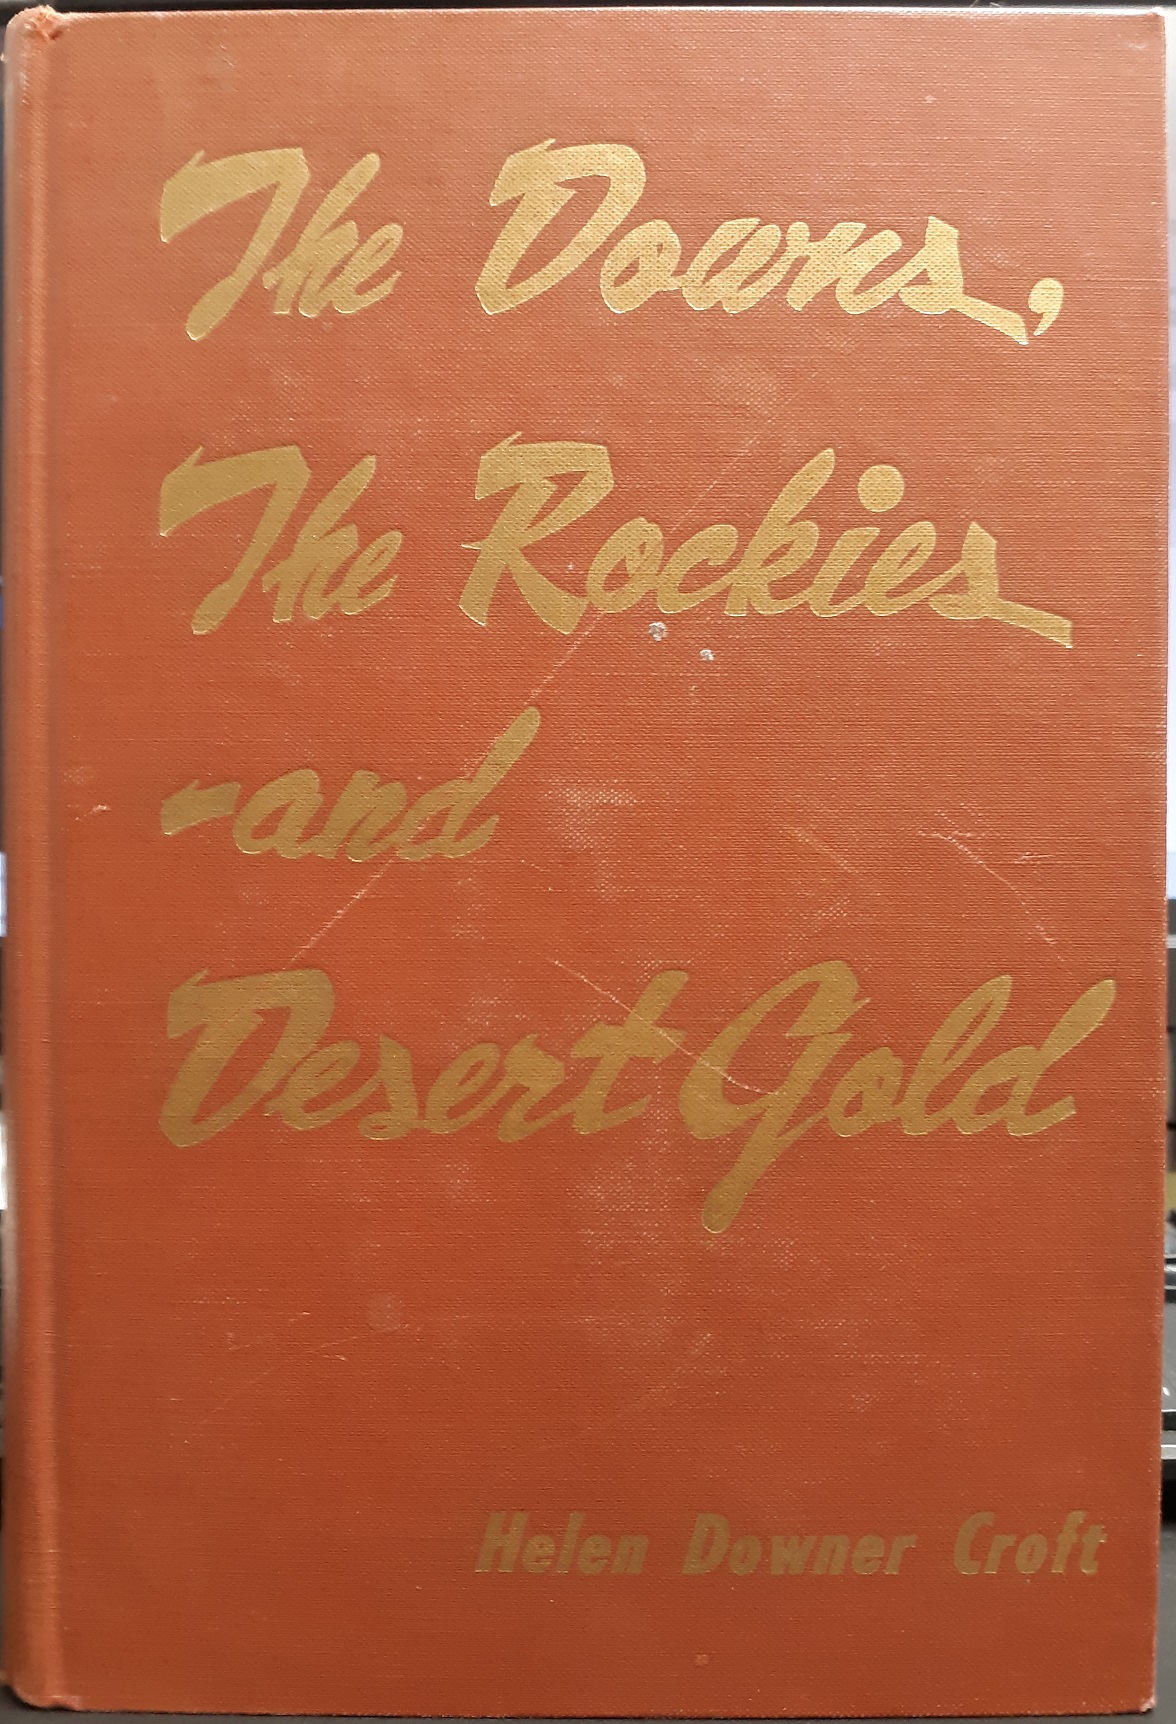 The Downs,
The Rockies
-and
Desert Gold
Helen Downer Croft